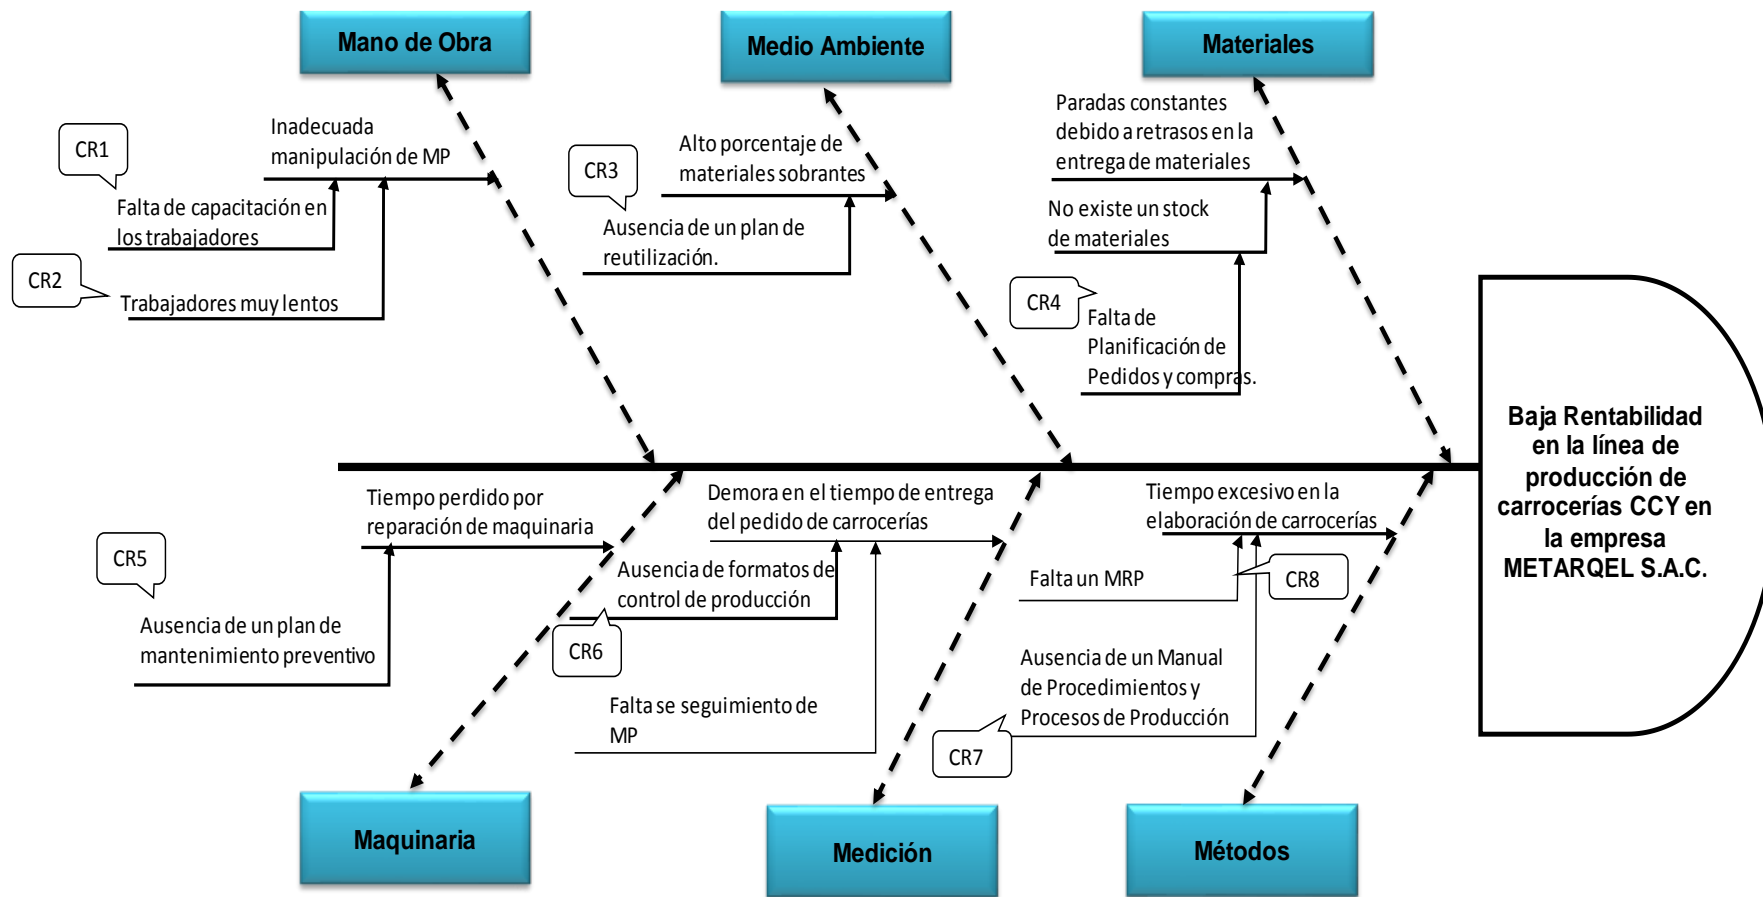 Mano de Obra
Medio Ambiente
Materiales
CR1
Inadecuada
manipulación de MP
Falta de capacitación en
los trabajadores
CR2
Trabajadores muy lentos
CR3
Alto porcentaje de
materiales sobrantes
Ausencia de un plan de
reutilización.
Paradas constantes
debido a retrasos en la
entrega de materiales
No existe un stock
de materiales
CR4
Falta de
Planificación de
Pedidos y compras.
Baja Rentabilidad
en la línea de
producción de
carrocerías CCY en
la empresa
METARQEL S.A.C.
Tiempo perdido por
reparación de maquinaria
CR5
Ausencia de un plan de
mantenimiento preventivo
Demora en el tiempo de entrega
del pedido de carrocerías
Ausencia de formatos de
control de producción
CR6
Falta se seguimiento de
MP
Tiempo excesivo en la
elaboración de carrocerías
Falta un MRP
CR8
Ausencia de un Manual
de Procedimientos y
Procesos de Producción
CR7
Maquinaria
Medición
Métodos